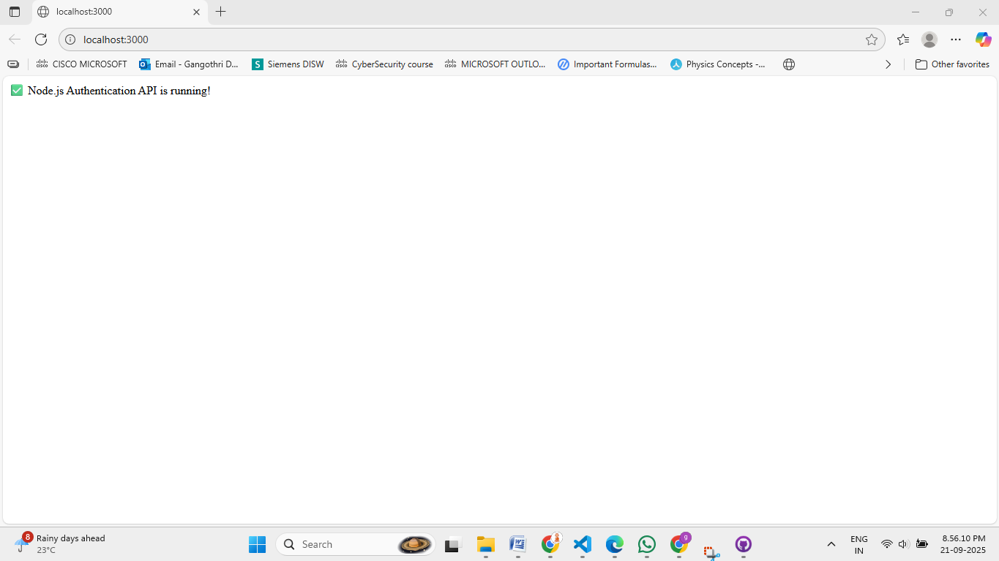 localhost:3000
localhost:3000
CISCO MICROSOFT
Email - Gangothri D...
Siemens DISW
CyberSecurity course
MICROSOFT OUTLO...
Important Formulas...
Physics Concepts -...
Other favorites
✅ Node.js Authentication API is running!
8
Rainy days ahead
23°C
Search
g
ENG
IN
8.56.10 PM
21-09-2025